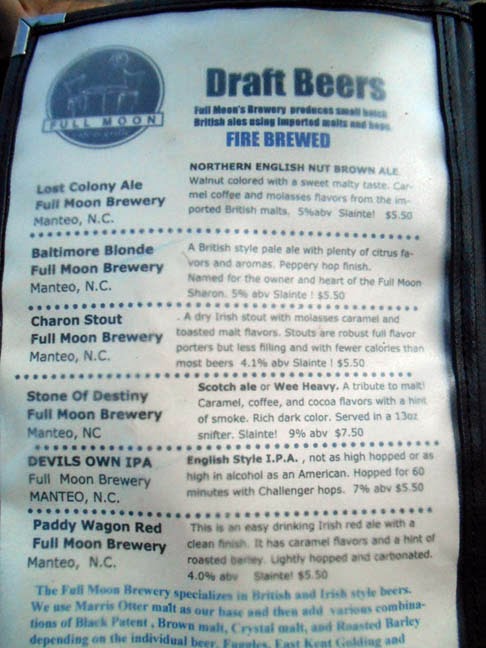 FULL MOON
Draft Beers
Full Moon's Brewery produces small batch
British ales using imported malts and hops.
FIRE BREWED
Lost Colony Ale
Full Moon Brewery
Manteo, N.C.
NORTHERN ENGLISH NUT BROWN ALE
Walnut colored with a sweet malty taste. Car-
mel coffee and molasses flavors from the im-
ported British malts. 5%abv Slainte! $5.50
Baltimore Blonde
Full Moon Brewery
Manteo, N.C.
A British style pale ale with plenty of citrus fa-
vors and aromas. Peppery hop finish.
Named for the owner and heart of the Full Moon
Sharon. 5% abv Slainte ! $5.50
Charon Stout
Full Moon Brewery
Manteo, N.C.
. A dry Irish stout with molasses caramel and
toasted malt flavors. Stouts are robust full flavor
porters but less filling and with fewer calories than
most beers 4.1% abv Slainte ! $5.50
Stone Of Destiny
Full Moon Brewery
Manteo, NC
Scotch ale or Wee Heavy. A tribute to malt!
Caramel, coffee, and cocoa flavors with a hint
of smoke. Rich dark color. Served in a 13oz
snifter. Slainte! 9% abv $7.50
DEVILS OWN IPA
Full Moon Brewery
MANTEO, N.C.
English Style I.P.A. , not as high hopped or as
high in alcohol as an American. Hopped for 60
minutes with Challenger hops. 7% abv $5.50
Paddy Wagon Red
Full Moon Brewery
Manteo, N.C.
This is an easy drinking Irish red ale with a
clean finish. It has caramel flavors and a hint of
roasted barley. Lightly hopped and carbonated.
4.0% abv Slainte! $5.50
The Full Moon Brewery specializes in British and Irish style beers.
We use Marris Otter malt as our base and then add various combina-
tions of Black Patent , Brown malt, Crystal malt, and Roasted Barley
depending on the individual beer. Fuggles, East Kent Golding and